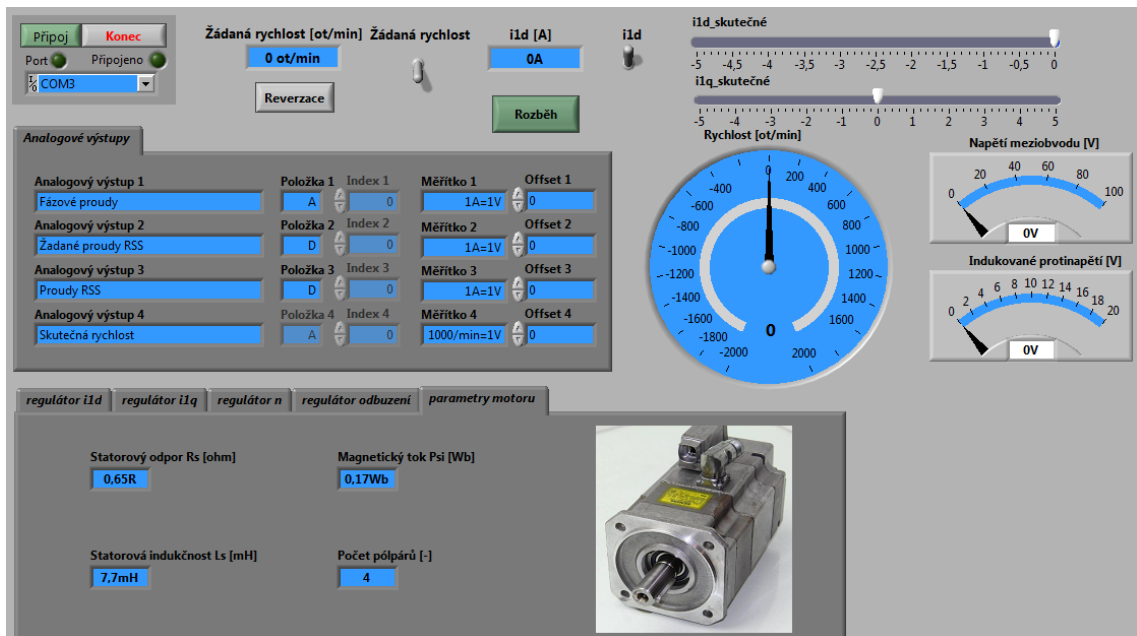 Připoj Konec
Port Připojeno
I/O COM3
Žádaná rychlost [ot/min] Žádaná rychlost i1d [A] i1d
0 ot/min 0A
Reverzace
Rozběh
i1d_skutečné
-5 -4,5 -4 -3,5 -3 -2,5 -2 -1,5 -1 -0,5 0
i1q_skutečné
-5 -4 -3 -2 -1 0 1 2 3 4 5
Analogové výstupy
Analogový výstup 1 Položka 1 Index 1 Měřítko 1 Offset 1
Fázové proudy A 0 1A=1V 0
Analogový výstup 2 Položka 2 Index 2 Měřítko 2 Offset 2
Žadané proudy RSS D 0 1A=1V 0
Analogový výstup 3 Položka 3 Index 3 Měřítko 3 Offset 3
Proudy RSS D 0 1A=1V 0
Analogový výstup 4 Položka 4 Index 4 Měřítko 4 Offset 4
Skutečná rychlost A 0 1000/min=1V 0
Rychlost [ot/min]
-2000 -1800 -1600 -1400 -1200 -1000 -800 -600 -400 0 200 400 600 800 1000 1200 1400 1600 2000
0
Napětí meziobvodu [V]
0 20 40 60 80 100
0V
Indukované protinapětí [V]
0 2 4 6 8 10 12 14 16 18 20
0V
regulátor i1d regulátor i1q regulátor n regulátor odbuzení parametry motoru
Statorový odpor Rs [ohm] Magnetický tok Psi [Wb]
0,65R 0,17Wb
Statorová indukčnost Ls [mH] Počet pólpárů [-]
7,7mH 4